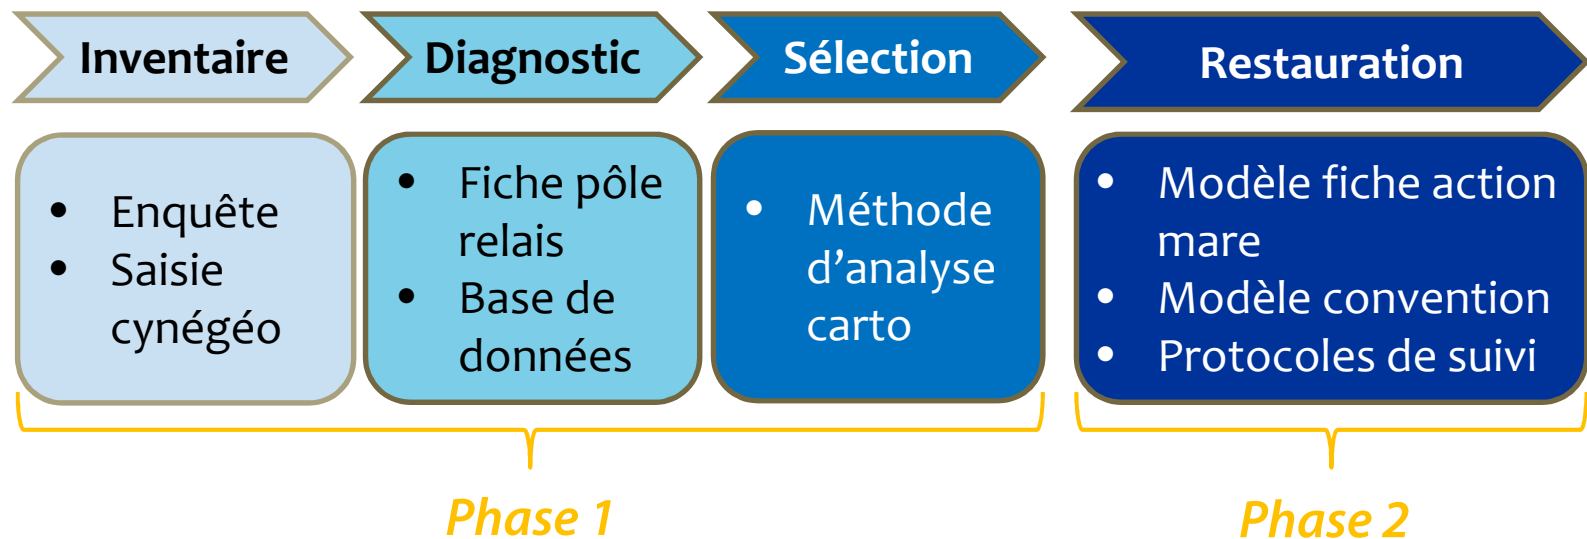 Inventaire
Diagnostic
Sélection
Restauration
• Enquête
• Saisie
cynégéo
• Fiche pôle
relais
• Base de
données
• Méthode
d’analyse
carto
• Modèle fiche action
mare
• Modèle convention
• Protocoles de suivi
Phase 1
Phase 2